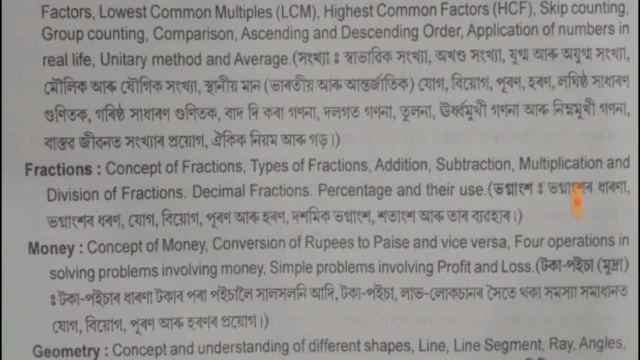 Factors, Lowest Common Multiples (LCM), Highest Common Factors (HCF), Skip counting,
Group counting, Comparison, Ascending and Descending Order, Application of numbers in
real life, Unitary method and Average.(সংখ্যা ঃ স্বাভাৱিক সংখ্যা, অখণ্ড সংখ্যা, যুগ্ম আৰু অযুগ্ম সংখ্যা,
মৌলিক আৰু যৌগিক সংখ্যা, স্থানীয় মান (ভাৰতীয় আৰু আন্তৰ্জাতিক) যোগ, বিয়োগ, পূৰণ, হৰণ, লঘিষ্ঠ সাধাৰণ
গুণিতক, গৰিষ্ঠ সাধাৰণ গুণিতক, বাদ দি কৰা গণনা, দলগত গণনা, তুলনা, ঊৰ্ধ্বমুখী গণনা আৰু নিম্নমুখী গণনা,
বাস্তৱ জীৱনত সংখ্যাৰ প্ৰয়োগ, ঐকিক নিয়ম আৰু গড়।)
Fractions : Concept of Fractions, Types of Fractions, Addition, Subtraction, Multiplication and
Division of Fractions. Decimal Fractions. Percentage and their use.(ভগ্নাংশ ঃ ভগ্নাংশৰ ধাৰণা,
ভগ্নাংশৰ ধৰণ, যোগ, বিয়োগ, পূৰণ আৰু হৰণ, দশমিক ভগ্নাংশ, শতাংশ আৰু তাৰ ব্যৱহাৰ।)
Money : Concept of Money, Conversion of Rupees to Paise and vice versa, Four operations in
solving problems involving money, Simple problems involving Profit and Loss.(টকা-পইচা (মুদ্ৰা)
ঃ টকা-পইচাৰ ধাৰণা টকাৰ পৰা পইচালৈ সালসলনি আদি, টকা-পইচা, লাভ-লোকচানৰ সৈতে থকা সমস্যা সমাধানত
যোগ, বিয়োগ, পূৰণ আৰু হৰণৰ প্ৰয়োগ।)
Geometry : Concept and understanding of different shapes, Line, Line Segment, Ray, Angles,